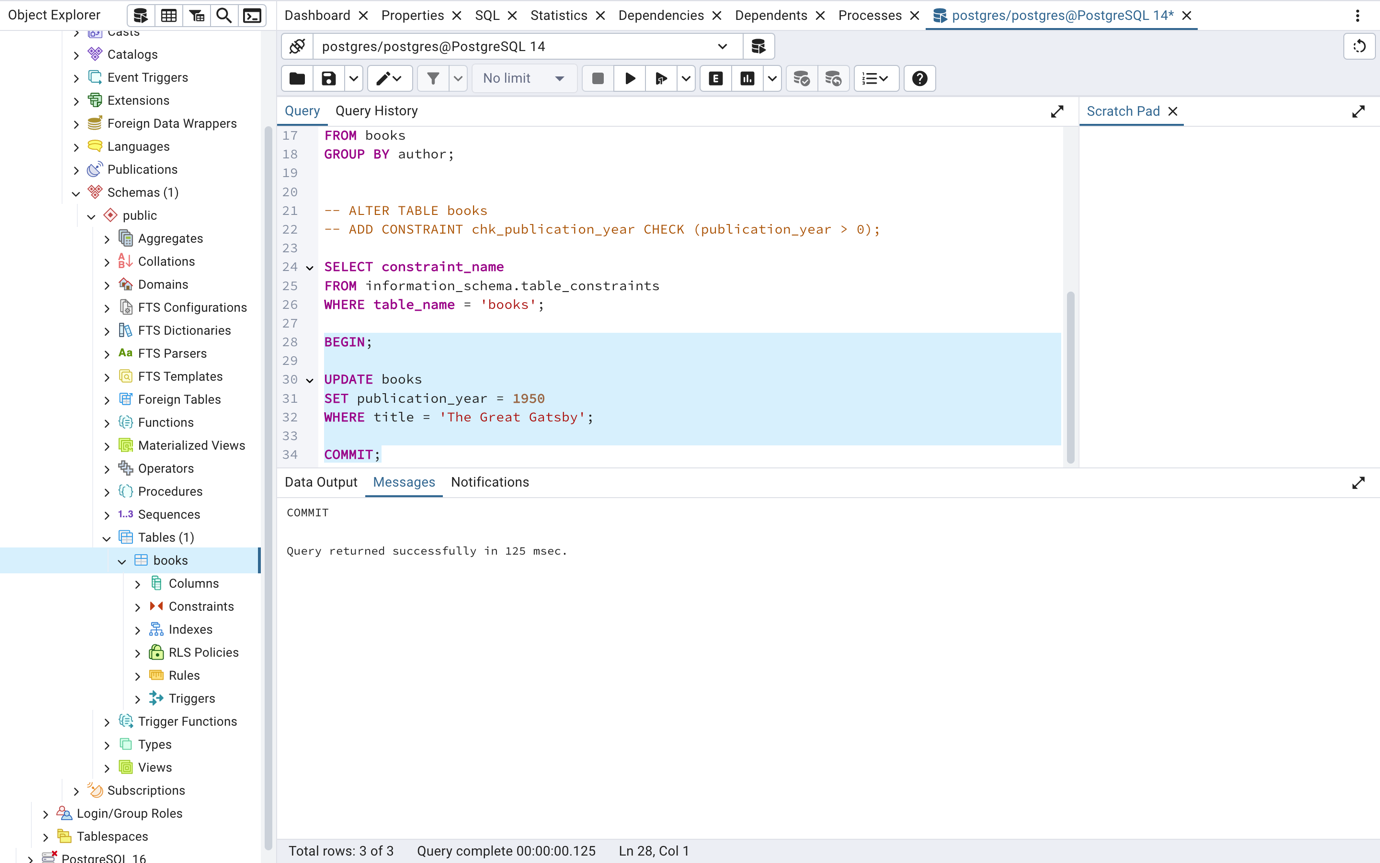 Object Explorer
Dashboard Properties SQL Statistics Dependencies Dependents Processes postgres/postgres@PostgreSQL 14*
postgres/postgres@PostgreSQL 14
No limit
E
Query Query History
Scratch Pad
Casts
Catalogs
Event Triggers
Extensions
Foreign Data Wrappers
Languages
Publications
Schemas (1)
public
Aggregates
Collations
Domains
FTS Configurations
FTS Dictionaries
Aa FTS Parsers
FTS Templates
Foreign Tables
Functions
Materialized Views
Operators
Procedures
1..3 Sequences
Tables (1)
books
Columns
Constraints
Indexes
RLS Policies
Rules
Triggers
Trigger Functions
Types
Views
Subscriptions
Login/Group Roles
Tablespaces
PostgreSQL 16
17 FROM books
18 GROUP BY author;
19
20
21 -- ALTER TABLE books
22 -- ADD CONSTRAINT chk_publication_year CHECK (publication_year > 0);
23
24 SELECT constraint_name
25 FROM information_schema.table_constraints
26 WHERE table_name = 'books';
27
28 BEGIN;
29
30 UPDATE books
31 SET publication_year = 1950
32 WHERE title = 'The Great Gatsby';
33
34 COMMIT;
Data Output Messages Notifications
COMMIT
Query returned successfully in 125 msec.
Total rows: 3 of 3 Query complete 00:00:00.125 Ln 28, Col 1